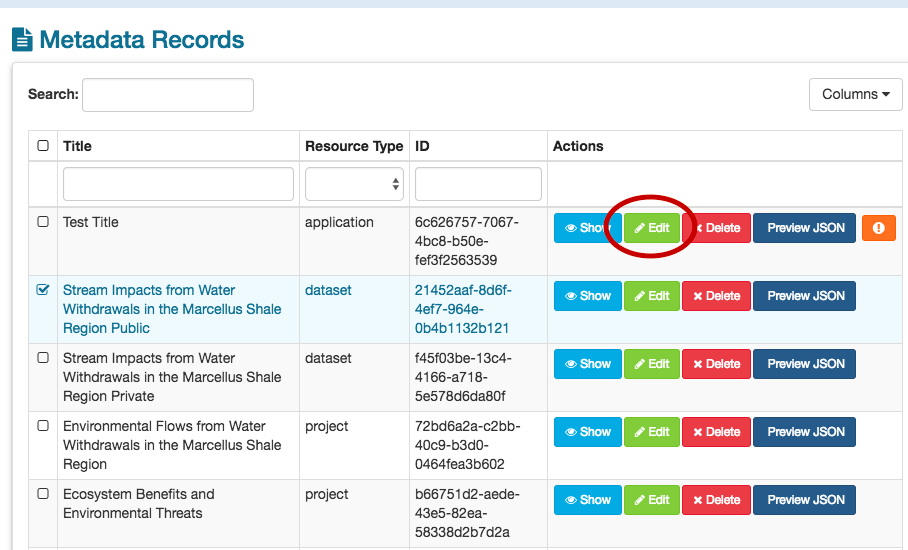 Metadata Records
Search:
Columns
Title Resource Type ID Actions
Test Title application 6c626757-7067-
4bc8-b50e-
fef3f2563539
Show Edit Delete Preview JSON
Stream Impacts from Water
Withdrawals in the Marcellus Shale
Region Public
dataset
21452aaf-8d6f-
4ef7-964e-
0b4b1132b121
Show Edit Delete Preview JSON
Stream Impacts from Water
Withdrawals in the Marcellus Shale
Region Private
dataset
f45f03be-13c4-
4166-a718-
5e578d6da80f
Show Edit Delete Preview JSON
Environmental Flows from Water
Withdrawals in the Marcellus Shale
Region
project
72bd6a2a-c2bb-
40c9-b3d0-
0464fea3b602
Show Edit Delete Preview JSON
Ecosystem Benefits and
Environmental Threats
project
b66751d2-aede-
43e5-82ea-
58338d2b7d2a
Show Edit Delete Preview JSON